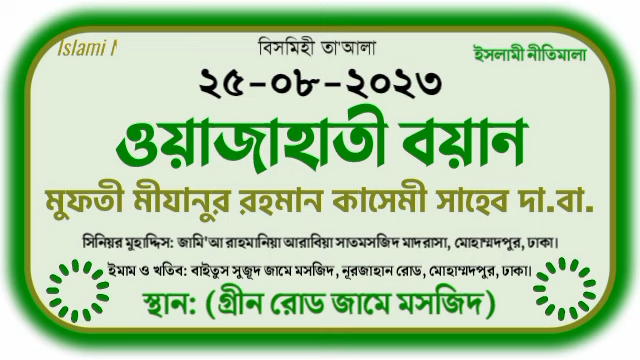 Islami
বিসমিহী তা'আলা
ইসলামী নীতিমালা
২৫-০৮-২০২৩
ওয়াজাহাতী বয়ান
মুফতী মীযানুর রহমান কাসেমী সাহেব দা.বা.
সিনিয়র মুহাদ্দিস: জামি'আ রাহমানিয়া আরাবিয়া সাতমসজিদ মাদরাসা, মোহাম্মদপুর, ঢাকা।
ইমাম ও খতিব: বাইতুস সুজূদ জামে মসজিদ, নূরজাহান রোড, মোহাম্মদপুর, ঢাকা।
স্থান: (গ্রীন রোড জামে মসজিদ)